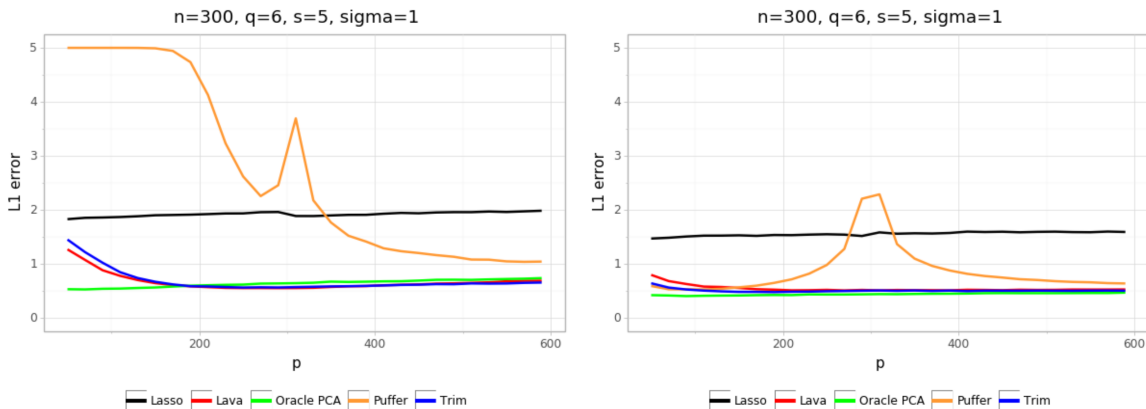 n=300, q=6, s=5, sigma=1
5
4
3
2
1
0
L1 error
200
400
600
p
Lasso Lava Oracle PCA Puffer Trim
n=300, q=6, s=5, sigma=1
5
4
3
2
1
0
L1 error
200
400
600
p
Lasso Lava Oracle PCA Puffer Trim